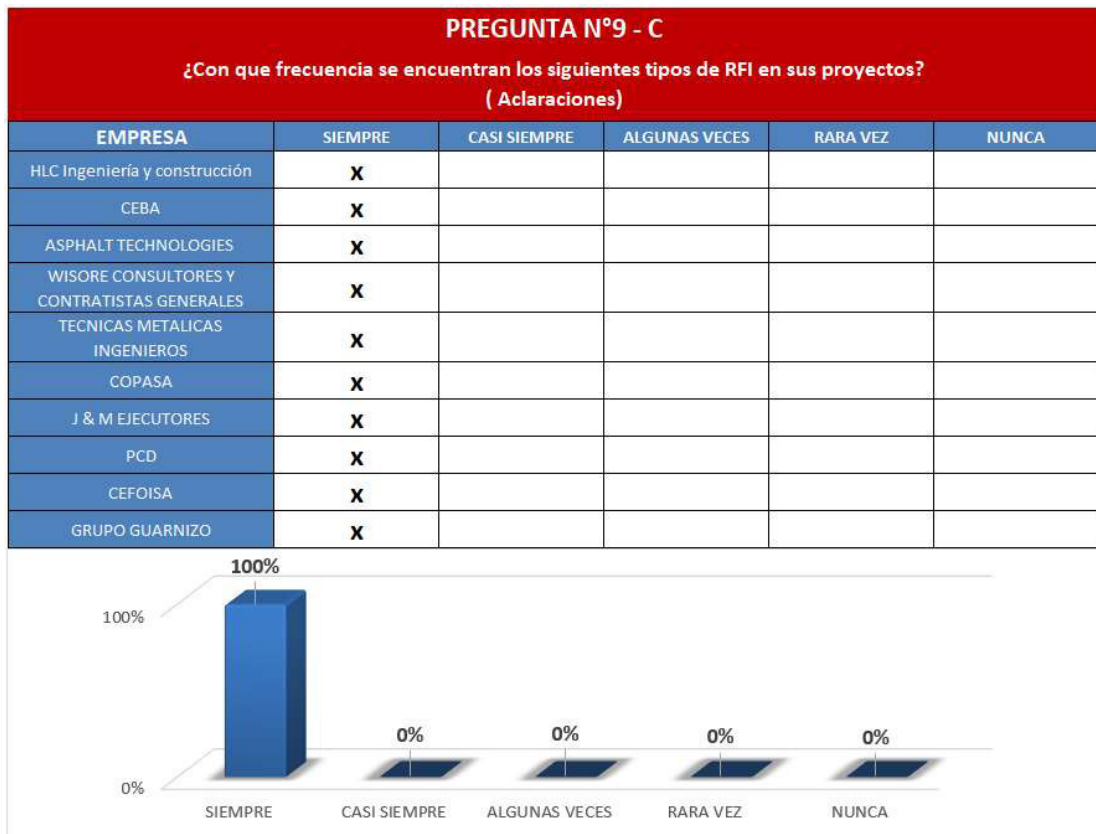 PREGUNTA N°9 - C
¿Con que frecuencia se encuentran los siguientes tipos de RFI en sus proyectos?
( Aclaraciones)
EMPRESA SIEMPRE CASI SIEMPRE ALGUNAS VECES RARA VEZ NUNCA
HLC Ingeniería y construcción X
CEBA X
ASPHALT TECHNOLOGIES X
WISORE CONSULTORES Y
CONTRATISTAS GENERALES X
TECNICAS METALICAS
INGENIEROS X
COPASA X
J & M EJECUTORES X
PCD X
CEFOISA X
GRUPO GUARNIZO X
100%
100%
0% 0% 0% 0%
0%
SIEMPRE CASI SIEMPRE ALGUNAS VECES RARA VEZ NUNCA